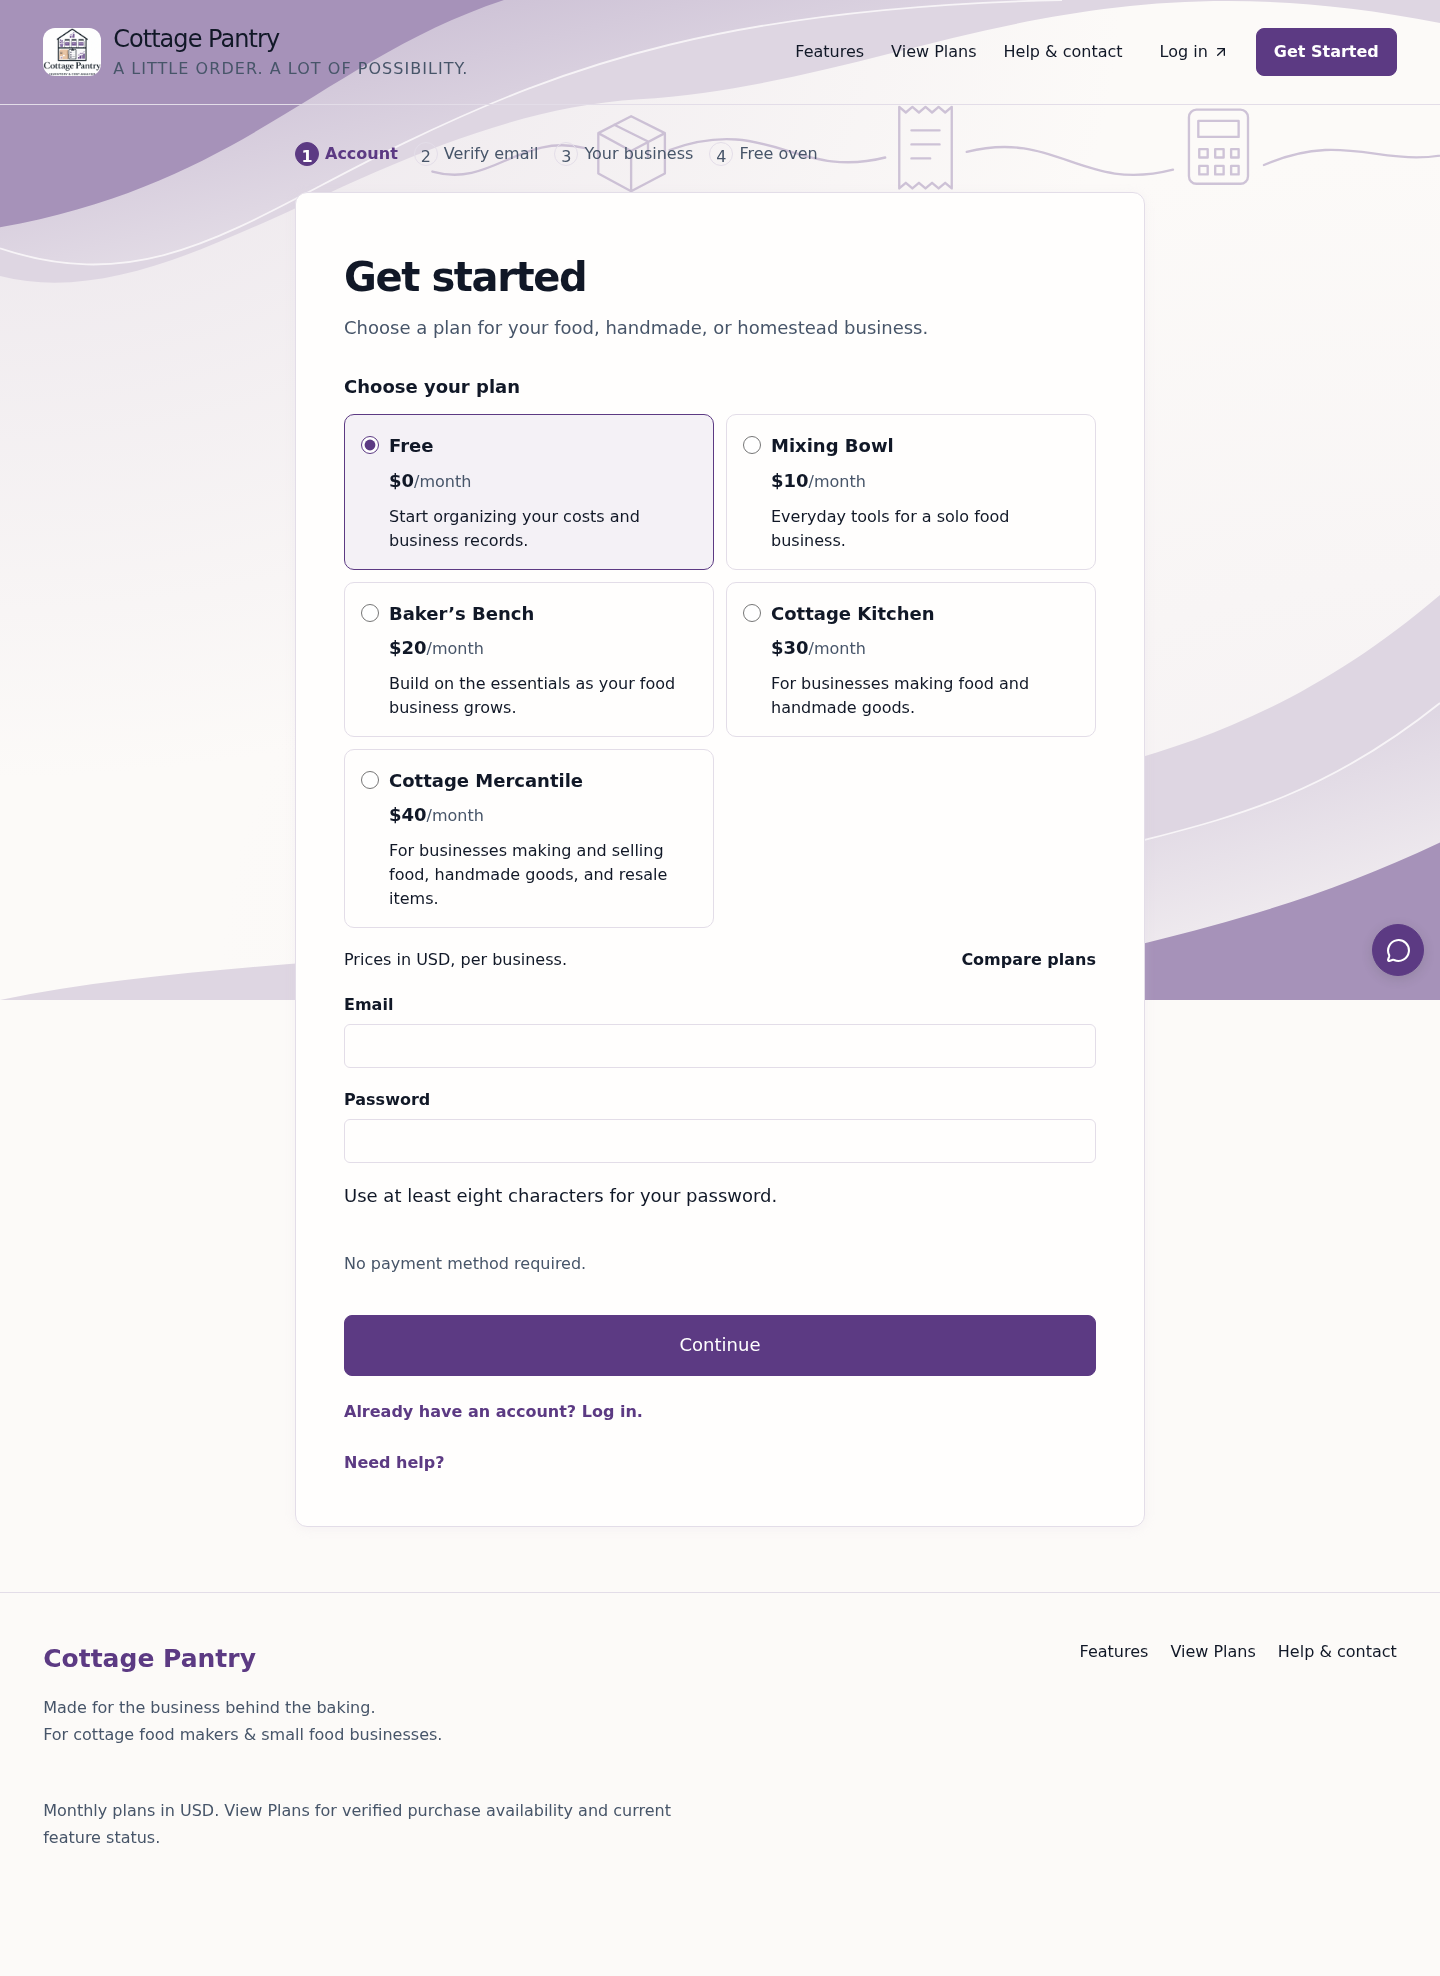 Cottage Pantry
Cottage Pantry
A LITTLE ORDER. A LOT OF POSSIBILITY.
Features
View Plans
Help & contact
Log in
Get Started
1 Account
2 Verify email
3 Your business
4 Free oven
Get started
Choose a plan for your food, handmade, or homestead business.
Choose your plan
Free
$0/month
Start organizing your costs and
business records.
Mixing Bowl
$10/month
Everyday tools for a solo food
business.
Baker’s Bench
$20/month
Build on the essentials as your food
business grows.
Cottage Kitchen
$30/month
For businesses making food and
handmade goods.
Cottage Mercantile
$40/month
For businesses making and selling
food, handmade goods, and resale
items.
Prices in USD, per business.
Compare plans
Email
Password
Use at least eight characters for your password.
No payment method required.
Continue
Already have an account? Log in.
Need help?
Cottage Pantry
Features
View Plans
Help & contact
Made for the business behind the baking.
For cottage food makers & small food businesses.
Monthly plans in USD. View Plans for verified purchase availability and current
feature status.